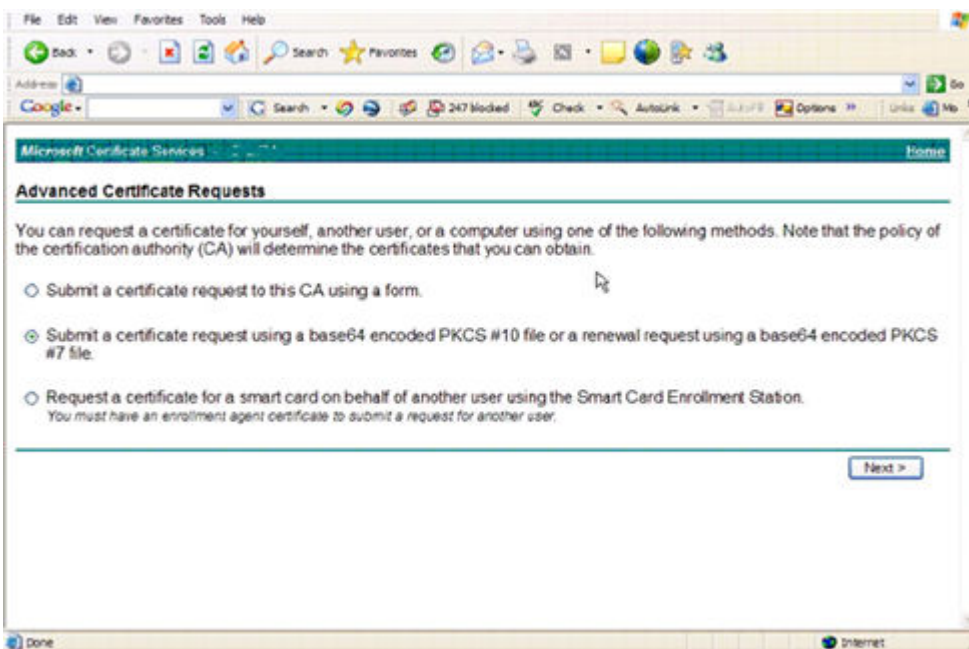 File Edit View Favorites Tools Help
Back Search Favorites
Address Go
Google Search 247 blocked Check AutoLink AutoFill Options » Links
Microsoft Certificate Services Home
Advanced Certificate Requests
You can request a certificate for yourself, another user, or a computer using one of the following methods. Note that the policy of
the certification authority (CA) will determine the certificates that you can obtain.
Submit a certificate request to this CA using a form.
Submit a certificate request using a base64 encoded PKCS #10 file or a renewal request using a base64 encoded PKCS
#7 file.
Request a certificate for a smart card on behalf of another user using the Smart Card Enrollment Station.
You must have an enrollment agent certificate to submit a request for another user.
Next >
Done Internet